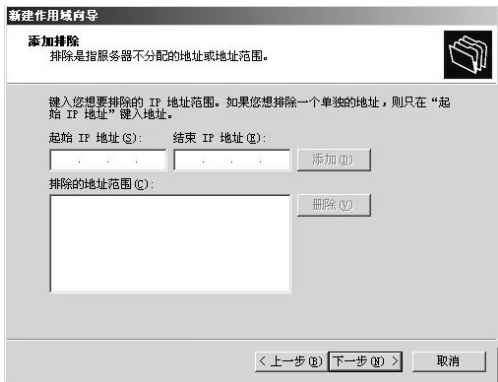 新建作用域向导
添加排除
排除是指服务器不分配的地址或地址范围。
键入您想要排除的 IP 地址范围。如果您想排除一个单独的地址，则只在“起
始 IP 地址”键入地址。
起始 IP 地址(S): 结束 IP 地址(E):
. . . . . . 添加(D)
排除的地址范围(C):
删除(V)
< 上一步(B) 下一步(N) > 取消